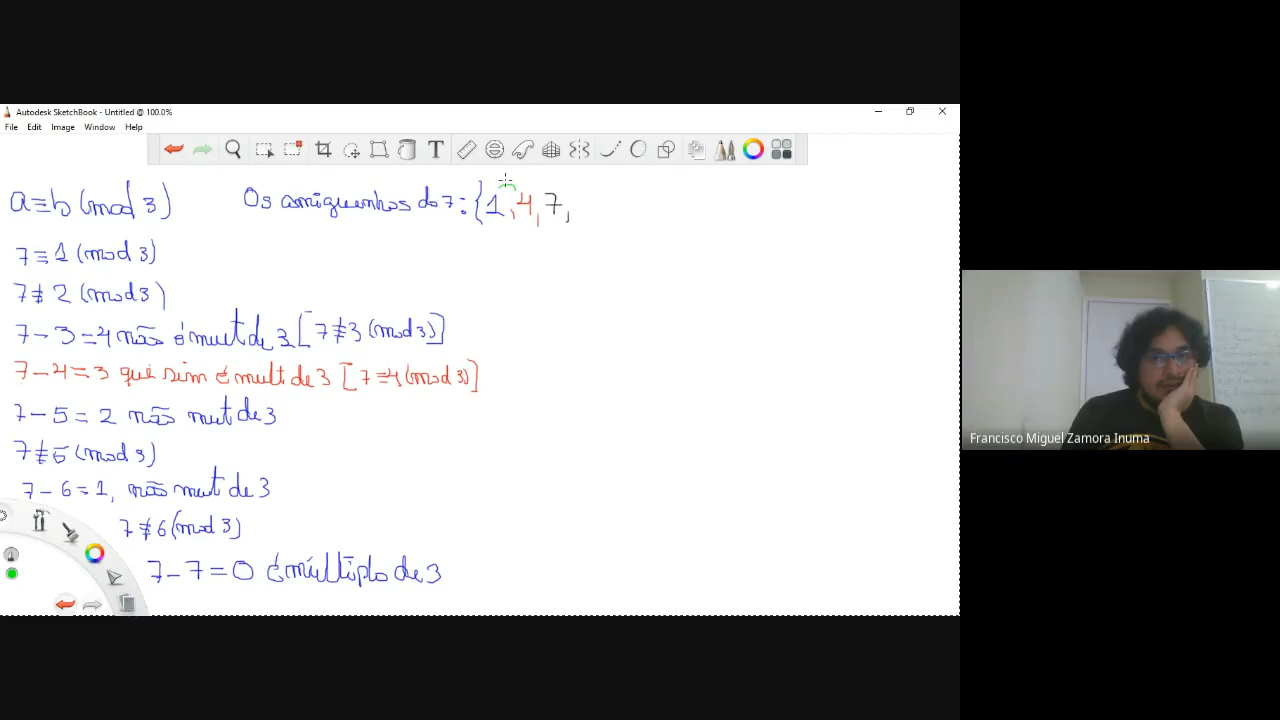 Autodesk SketchBook - Untitled @ 100.0%
File Edit Image Window Help
T
a≡b (mod 3)
Os amiguenhos do 7: {1, 4, 7,
7≡1 (mod 3)
7≢2 (mod 3)
7-3=4 não é mult de 3 [7≢3 (mod 3)]
7-4=3 que sim é mult de 3 [7≡4 (mod 3)]
7-5=2 não mut de 3
7≢5 (mod 3)
7-6=1, não mut de 3
7≢6 (mod 3)
7-7=0 é múltiplo de 3
Francisco Miguel Zamora Inuma